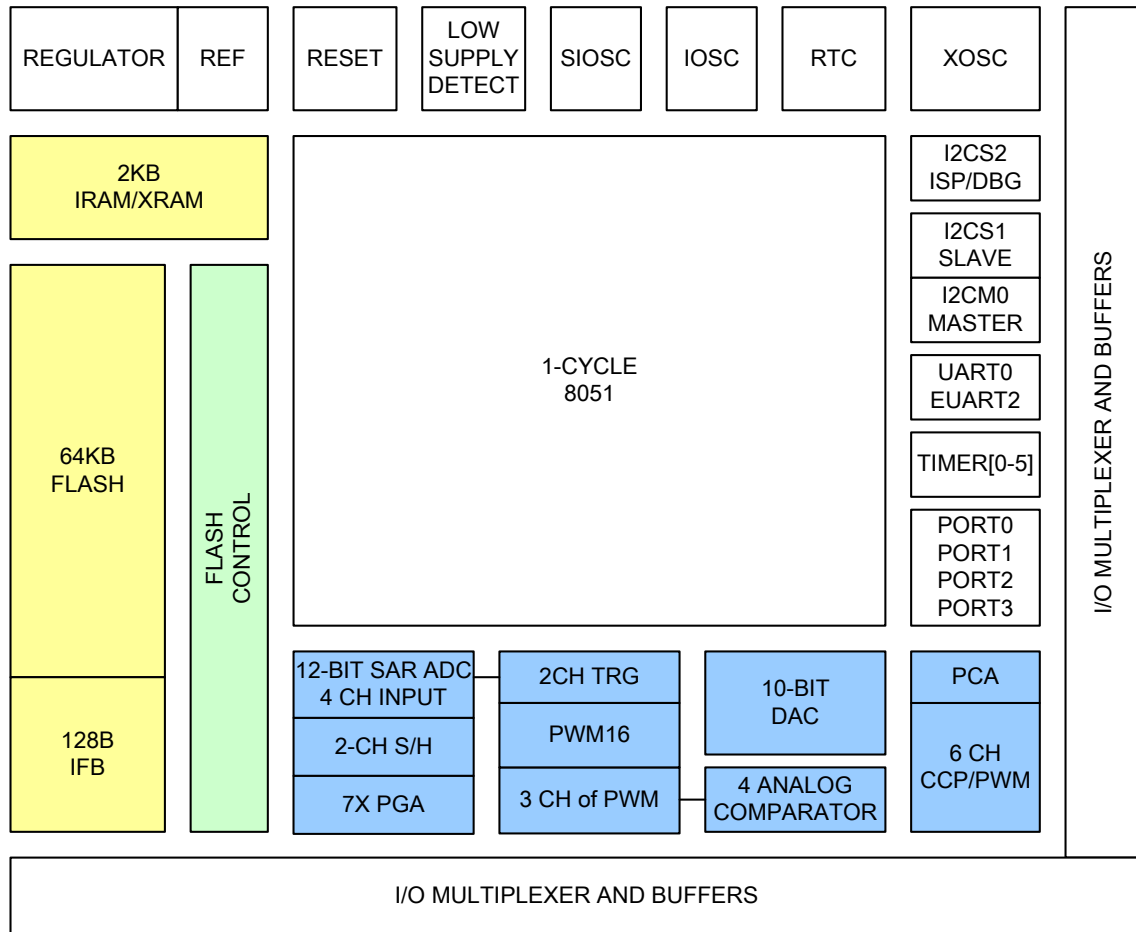 REGULATOR
REF
RESET
LOW
SUPPLY
DETECT
SIOSC
IOSC
RTC
XOSC
2KB
IRAM/XRAM
64KB
FLASH
128B
IFB
FLASH
CONTROL
1-CYCLE
8051
I2CS2
ISP/DBG
I2CS1
SLAVE
I2CM0
MASTER
UART0
EUART2
TIMER[0-5]
PORT0
PORT1
PORT2
PORT3
12-BIT SAR ADC
4 CH INPUT
2-CH S/H
7X PGA
2CH TRG
PWM16
3 CH of PWM
10-BIT
DAC
4 ANALOG
COMPARATOR
PCA
6 CH
CCP/PWM
I/O MULTIPLEXER AND BUFFERS
I/O MULTIPLEXER AND BUFFERS